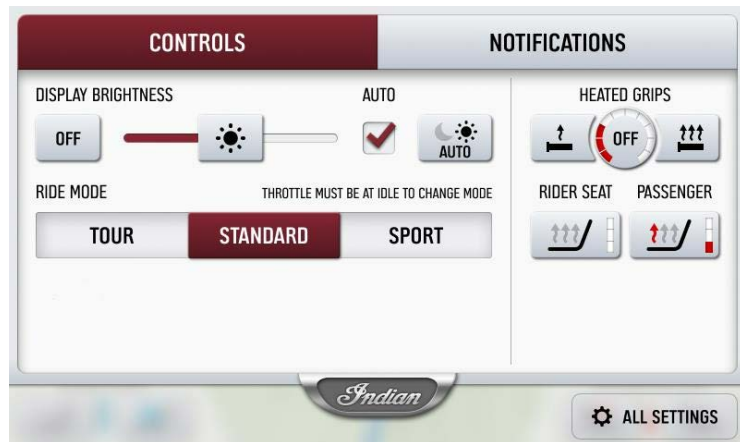 CONTROLS
NOTIFICATIONS
DISPLAY BRIGHTNESS
AUTO
OFF
AUTO
RIDE MODE
THROTTLE MUST BE AT IDLE TO CHANGE MODE
TOUR
STANDARD
SPORT
HEATED GRIPS
OFF
RIDER SEAT
PASSENGER
Indian
ALL SETTINGS